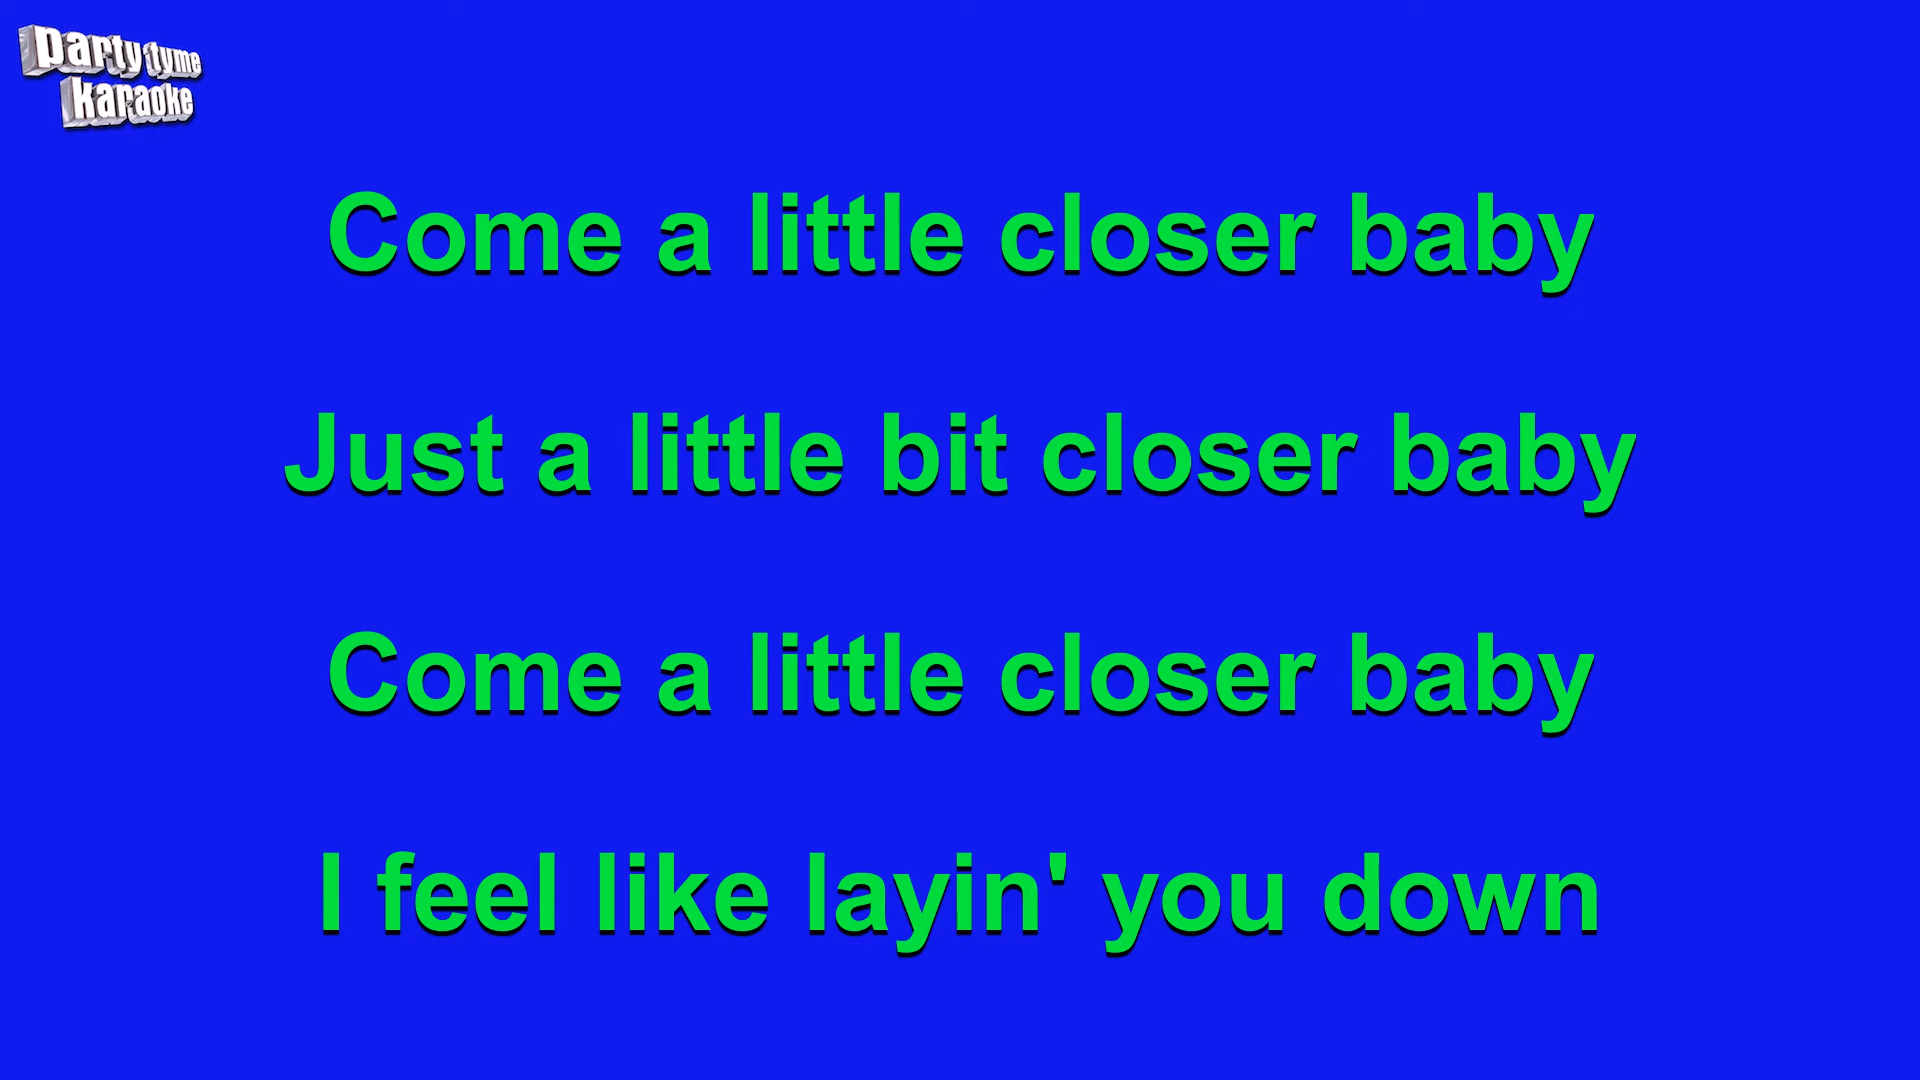 party tyme
karaoke
Come a little closer baby
Just a little bit closer baby
Come a little closer baby
I feel like layin' you down